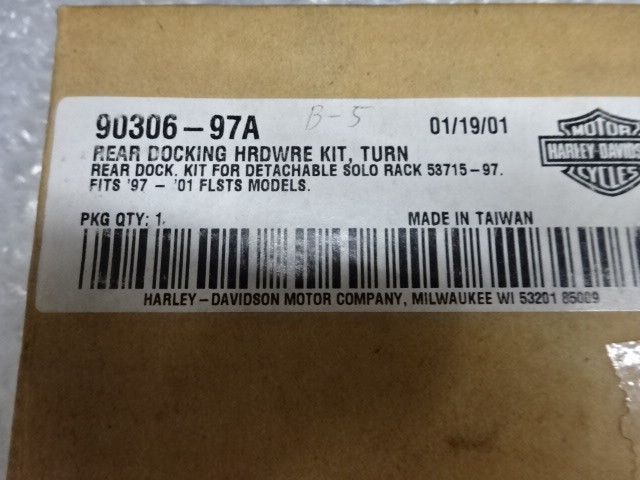 90306-97A B-5 01/19/01
REAR DOCKING HRDWRE KIT, TURN
REAR DOCK. KIT FOR DETACHABLE SOLO RACK 53715-97.
FITS '97 - '01 FLSTS MODELS.
PKG QTY: 1 MADE IN TAIWAN
HARLEY-DAVIDSON MOTOR COMPANY, MILWAUKEE WI 53201 85009
MOTOR
HARLEY-DAVIDS
CYCLES